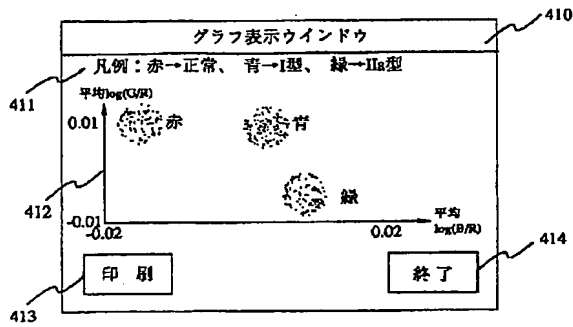 グラフ表示ウインドウ
410
凡例：赤→正常、 青→I型、 緑→IIa型
411
平均log(G/R)
0.01
赤
青
412
緑
-0.01
-0.02
0.02
平均
log(B/R)
印 刷
終了
414
413